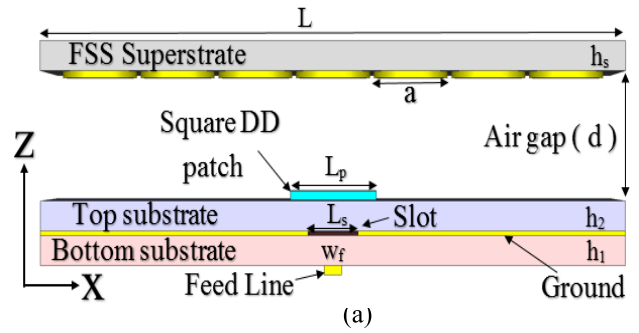 L
FSS Superstrate
hs
a
Square DD
patch
Air gap ( d )
Z
Lp
Top substrate
Ls
Slot
h2
Bottom substrate
wf
h1
Feed Line
Ground
X
(a)